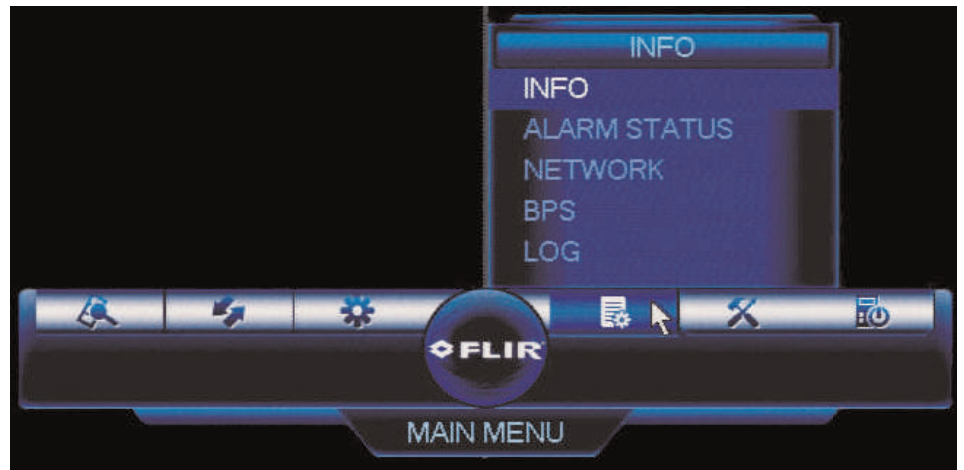 INFO
INFO
ALARM STATUS
NETWORK
BPS
LOG
FLIR
MAIN MENU